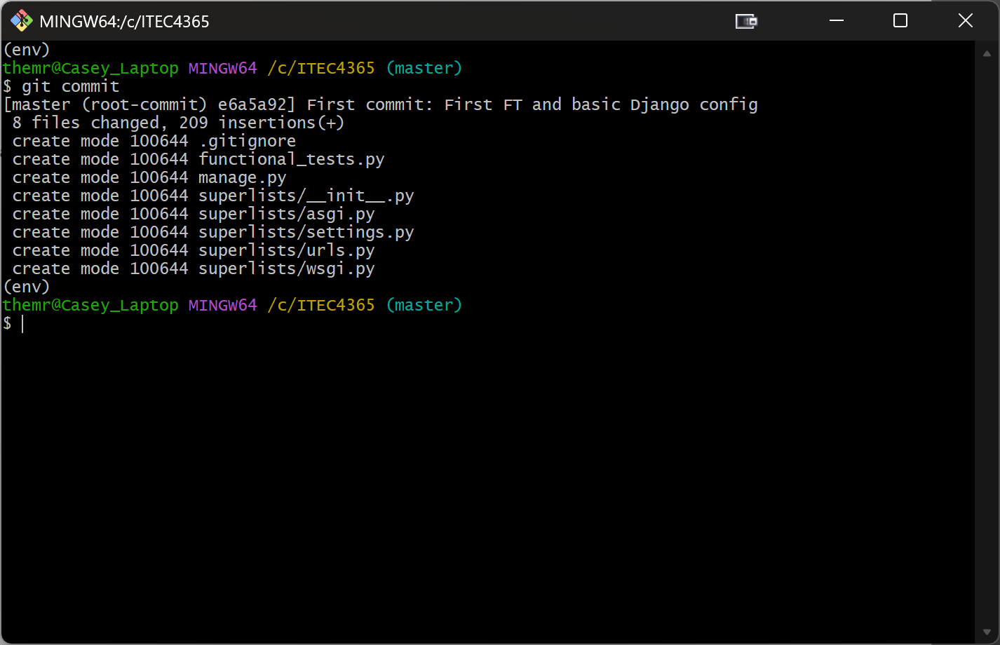 MINGW64:/c/ITEC4365
(env)
themr@Casey_Laptop MINGW64 /c/ITEC4365 (master)
$ git commit
[master (root-commit) e6a5a92] First commit: First FT and basic Django config
 8 files changed, 209 insertions(+)
 create mode 100644 .gitignore
 create mode 100644 functional_tests.py
 create mode 100644 manage.py
 create mode 100644 superlists/__init__.py
 create mode 100644 superlists/asgi.py
 create mode 100644 superlists/settings.py
 create mode 100644 superlists/urls.py
 create mode 100644 superlists/wsgi.py
(env)
themr@Casey_Laptop MINGW64 /c/ITEC4365 (master)
$